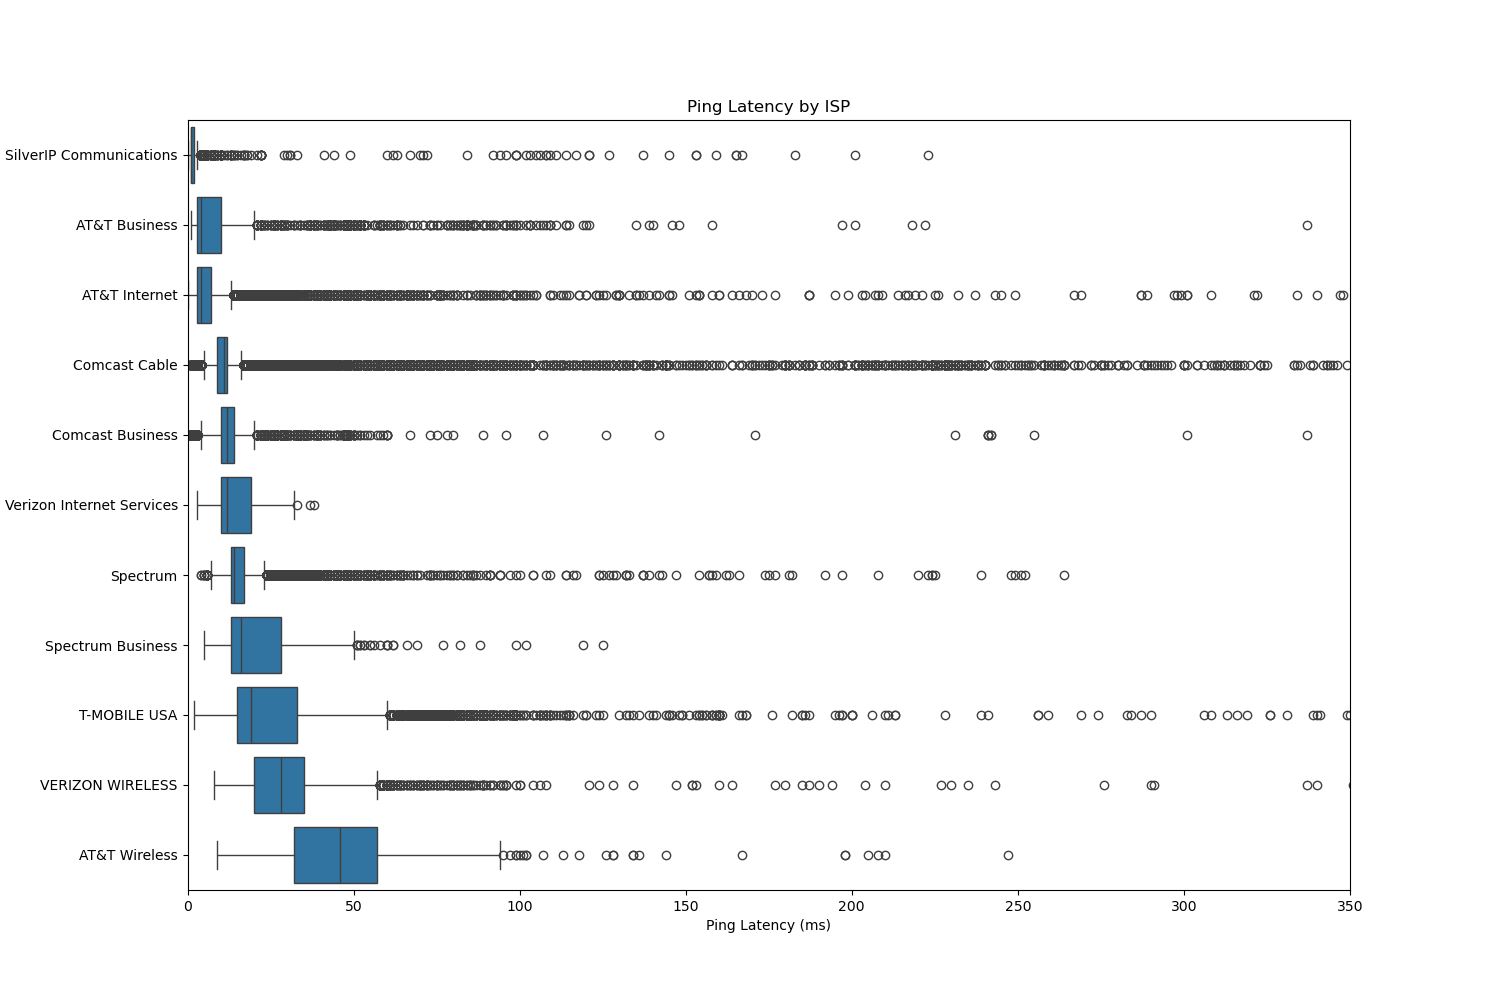 Ping Latency by ISP
SilverIP Communications
AT&T Business
AT&T Internet
Comcast Cable
Comcast Business
Verizon Internet Services
Spectrum
Spectrum Business
T-MOBILE USA
VERIZON WIRELESS
AT&T Wireless
0 50 100 150 200 250 300 350
Ping Latency (ms)